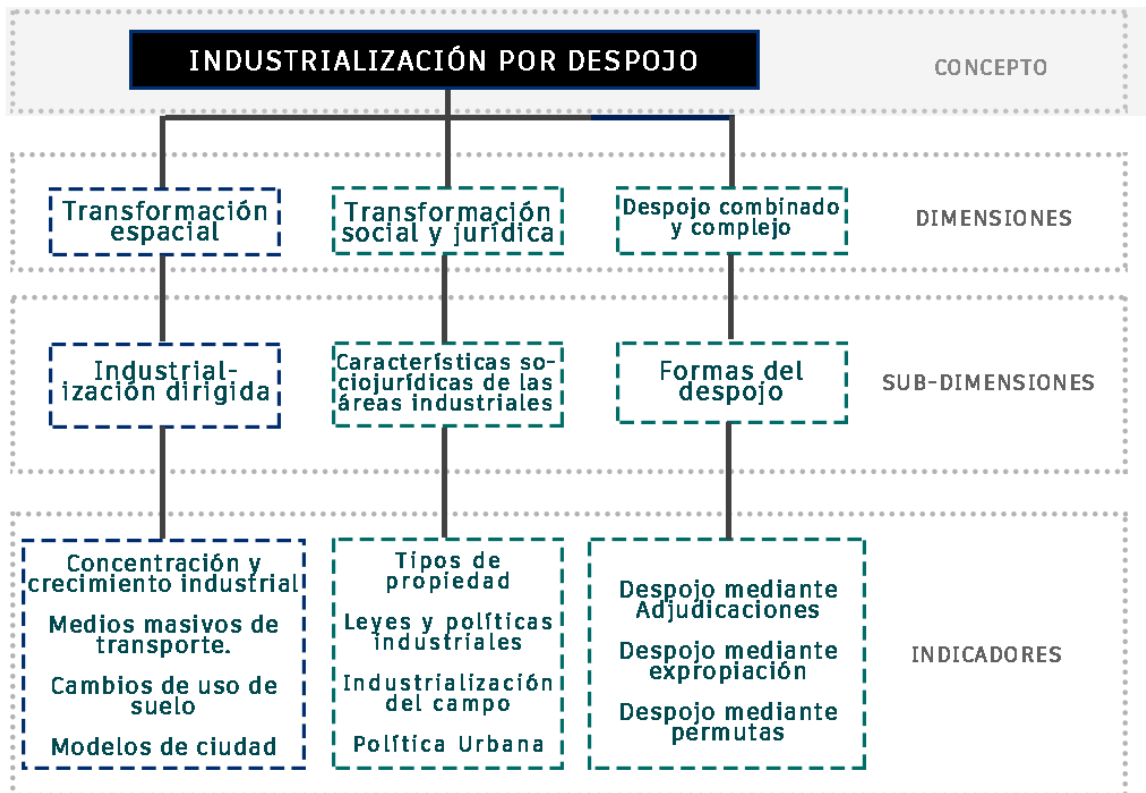 INDUSTRIALIZACIÓN POR DESPOJO
CONCEPTO
Transformación
espacial
Transformación
social y jurídica
Despojo combinado
y complejo
DIMENSIONES
Industrial-
ización dirigida
Características so-
ciojurídicas de las
áreas industriales
Formas del
despojo
SUB-DIMENSIONES
Concentración y
crecimiento industrial
Medios masivos de
transporte.
Cambios de uso de
suelo
Modelos de ciudad
Tipos de
propiedad
Leyes y políticas
industriales
Industrialización
del campo
Política Urbana
Despojo mediante
Adjudicaciones
Despojo mediante
expropiación
Despojo mediante
permutas
INDICADORES